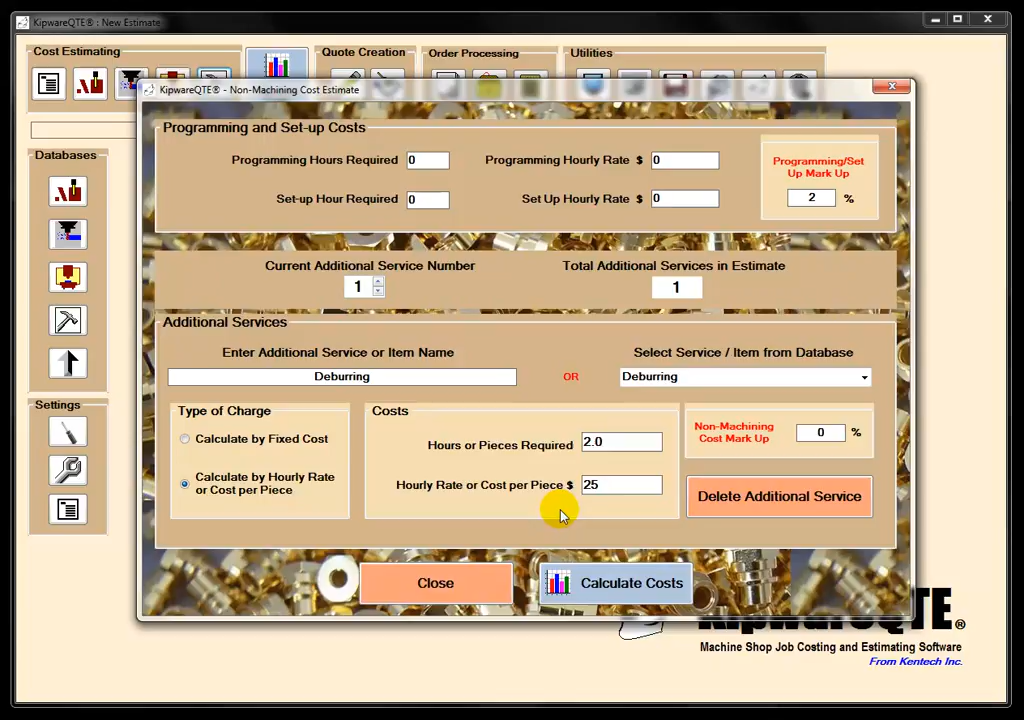 KipwareQTE® : New Estimate
Cost Estimating
Quote Creation
Order Processing
Utilities
KipwareQTE® - Non-Machining Cost Estimate
Programming and Set-up Costs
Programming Hours Required 0
Programming Hourly Rate $ 0
Set-up Hour Required 0
Set Up Hourly Rate $ 0
Programming/Set
Up Mark Up
2 %
Databases
Current Additional Service Number
1
Total Additional Services in Estimate
1
Additional Services
Enter Additional Service or Item Name
Deburring
OR
Select Service / Item from Database
Deburring
Type of Charge
Calculate by Fixed Cost
Calculate by Hourly Rate
or Cost per Piece
Costs
Hours or Pieces Required 2.0
Hourly Rate or Cost per Piece $ 25
Non-Machining
Cost Mark Up
0 %
Delete Additional Service
Settings
Close
Calculate Costs
KipwareQTE®
Machine Shop Job Costing and Estimating Software
From Kentech Inc.